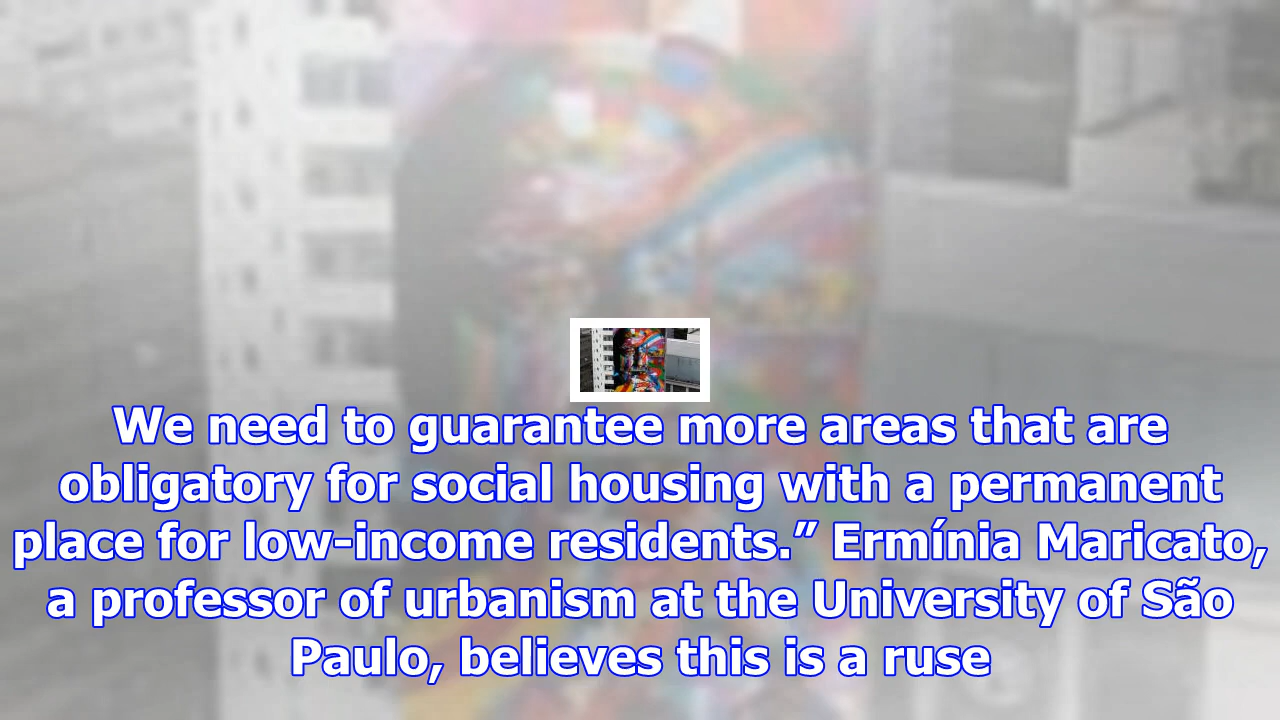 We need to guarantee more areas that are
obligatory for social housing with a permanent
place for low-income residents.” Ermínia Maricato,
a professor of urbanism at the University of São
Paulo, believes this is a ruse